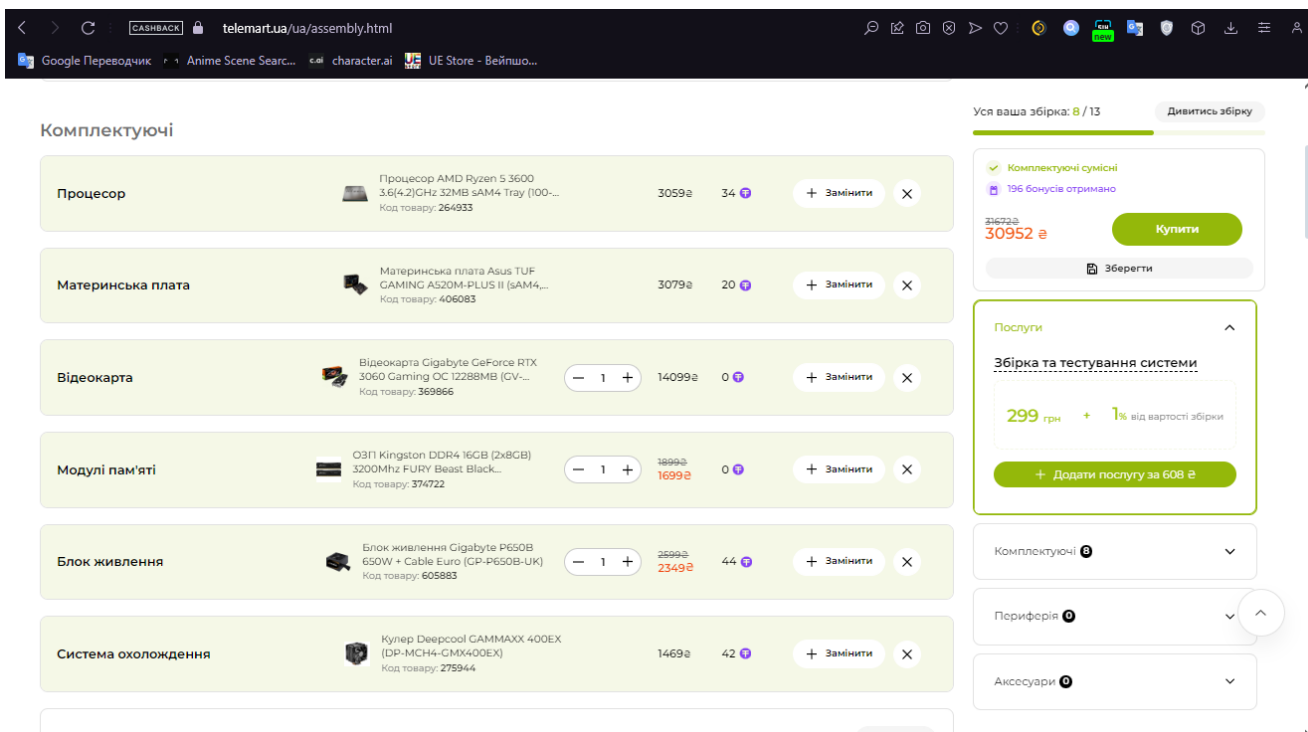 CASHBACK telemart.ua/ua/assembly.html
new
Google Переводчик Anime Scene Searc... c.ai character.ai UE UE Store - Вейпшо...
Комплектуючі
Процесор
Процесор AMD Ryzen 5 3600
3.6(4.2)GHz 32MB sAM4 Tray (100-...
Код товару: 264933
3059₴ 34 + Замінити
Материнська плата
Материнська плата Asus TUF
GAMING A520M-PLUS II (sAM4,...
Код товару: 406083
3079₴ 20 + Замінити
Відеокарта
Відеокарта Gigabyte GeForce RTX
3060 Gaming OC 12288MB (GV-...
Код товару: 369866
— 1 + 14099₴ 0 + Замінити
Модулі пам'яті
ОЗП Kingston DDR4 16GB (2x8GB)
3200Mhz FURY Beast Black...
Код товару: 374722
— 1 + 1899₴
1699₴ 0 + Замінити
Блок живлення
Блок живлення Gigabyte P650B
650W + Cable Euro (GP-P650B-UK)
Код товару: 605883
— 1 + 2599₴
2349₴ 44 + Замінити
Система охолождення
Кулер Deepcool GAMMAXX 400EX
(DP-MCH4-GMX400EX)
Код товару: 275944
1469₴ 42 + Замінити
Уся ваша збірка: 8 / 13 Дивитись збірку
Комплектуючі сумісні
196 бонусів отримано
31672₴
30952 ₴ Купити
Зберегти
Послуги
Збірка та тестування системи
299 грн + 1% від вартості збірки
+ Додати послугу за 608 ₴
Комплектуючі 8
Периферія 0
Аксесуари 0